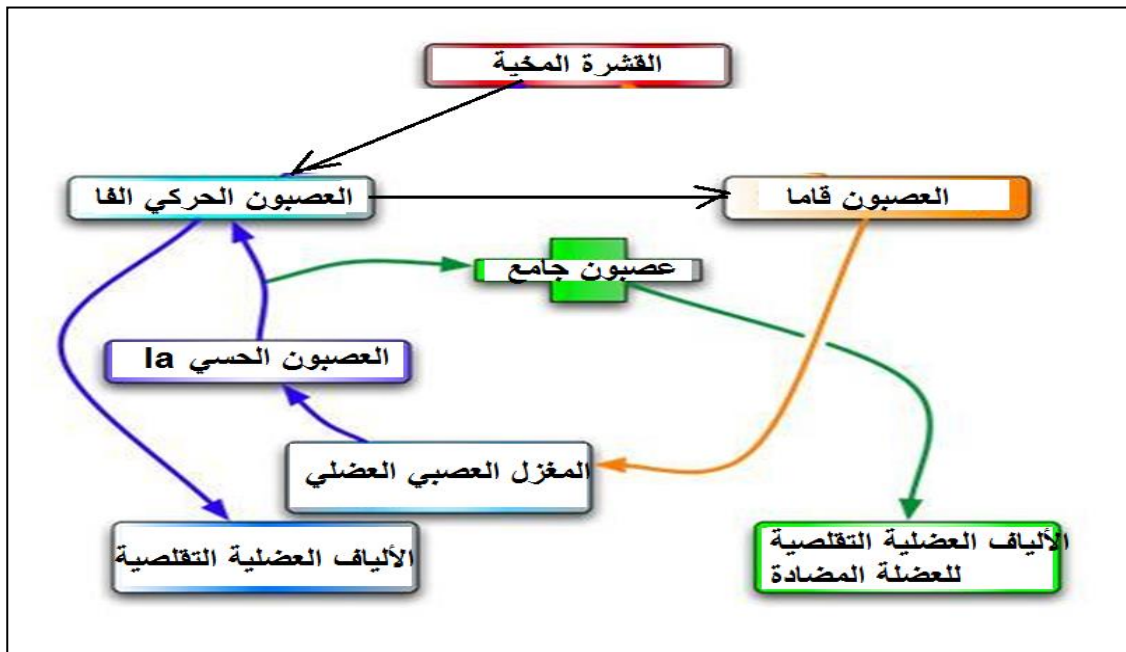 القشرة المخية
العصبون الحركي الفا
العصبون قاما
عصبون جامع
العصبون الحسي Ia
المغزل العصبي العضلي
الألياف العضلية التقلصية
الألياف العضلية التقلصية
للعضلة المضادة